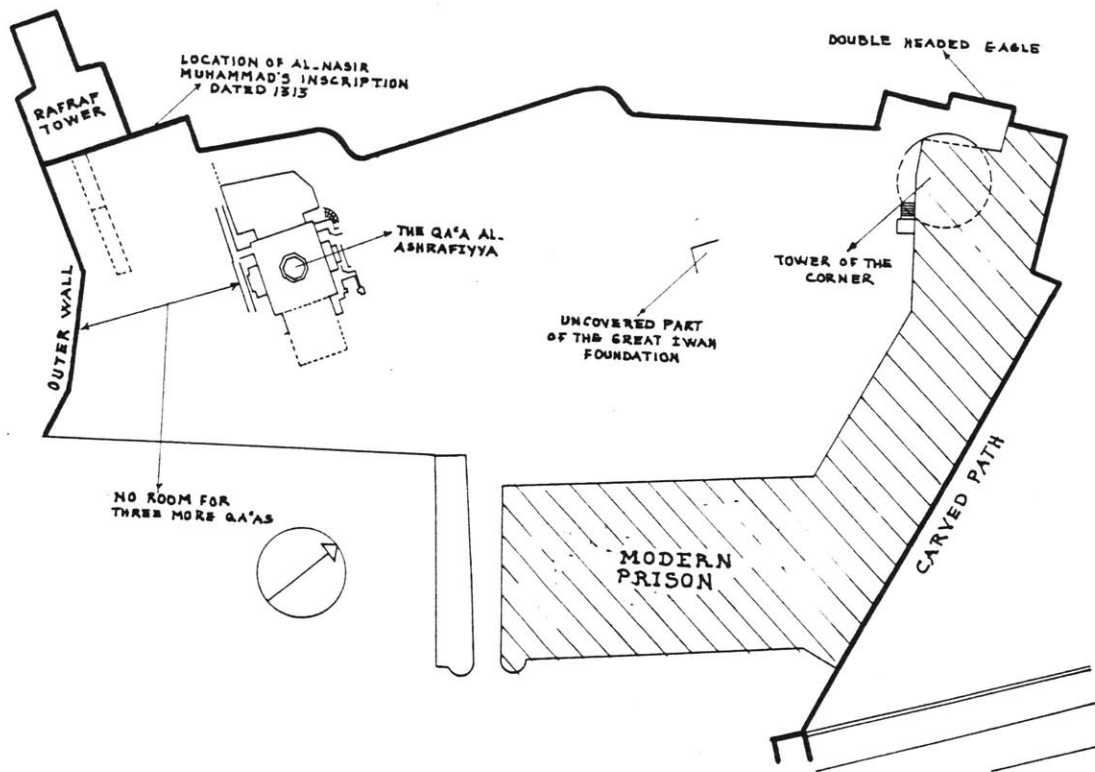 DOUBLE HEADED EAGLE
LOCATION OF AL-NASIR
MUHAMMAD'S INSCRIPTION
DATED 1313
RAFRAF
TOWER
THE QA'A AL-
ASHRAFIYYA
TOWER OF THE
CORNER
OUTER WALL
UNCOVERED PART
OF THE GREAT IWAN
FOUNDATION
NO ROOM FOR
THREE MORE QA'AS
MODERN
PRISON
CARVED PATH